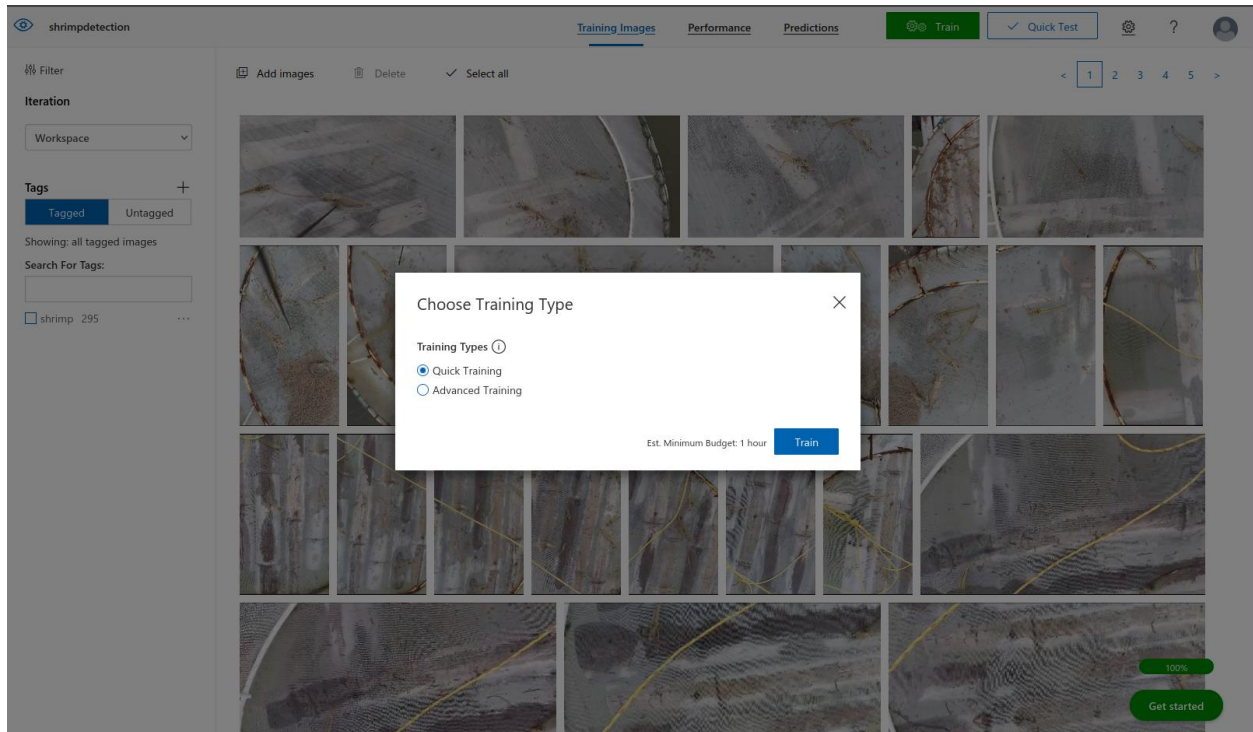 shrimpdetection
Training Images Performance Predictions Train Quick Test ?
Filter
Add images Delete Select all < 1 2 3 4 5 >
Iteration
Workspace
Tags +
Tagged Untagged
Showing: all tagged images
Search For Tags:
shrimp 295 ...
Choose Training Type
Training Types i
Quick Training
Advanced Training
Est. Minimum Budget: 1 hour Train
100%
Get started